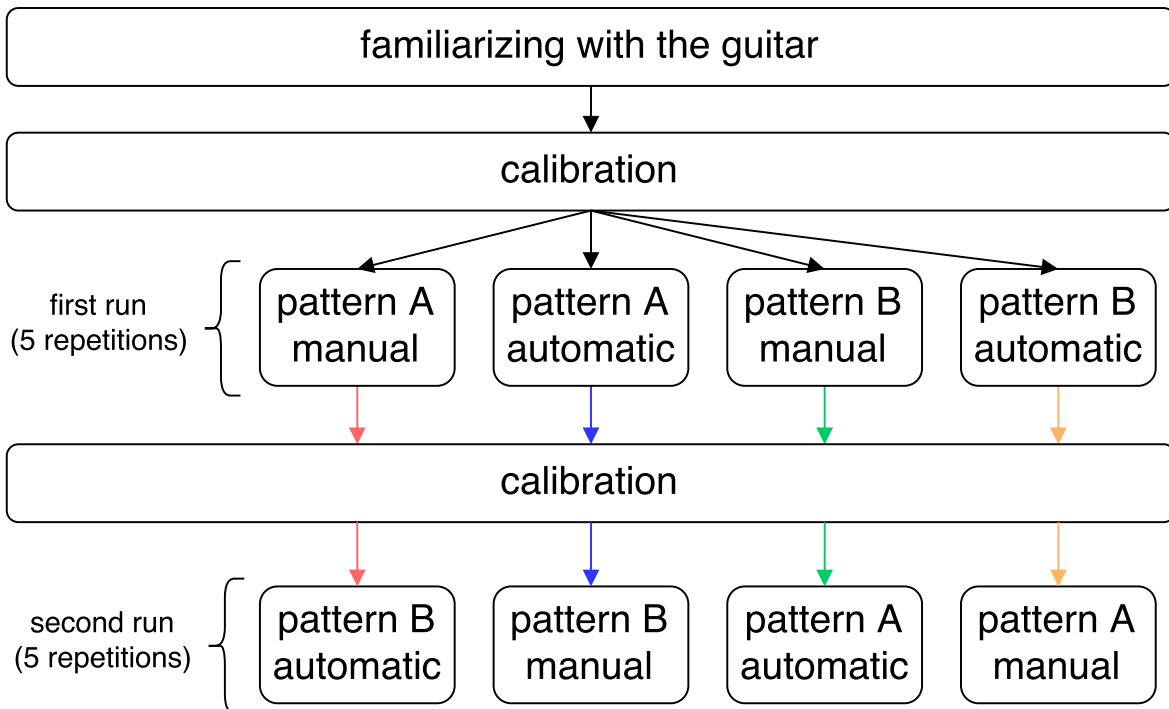 familiarizing with the guitar
calibration
first run
(5 repetitions)
pattern A
manual
pattern A
automatic
pattern B
manual
pattern B
automatic
calibration
second run
(5 repetitions)
pattern B
automatic
pattern B
manual
pattern A
automatic
pattern A
manual